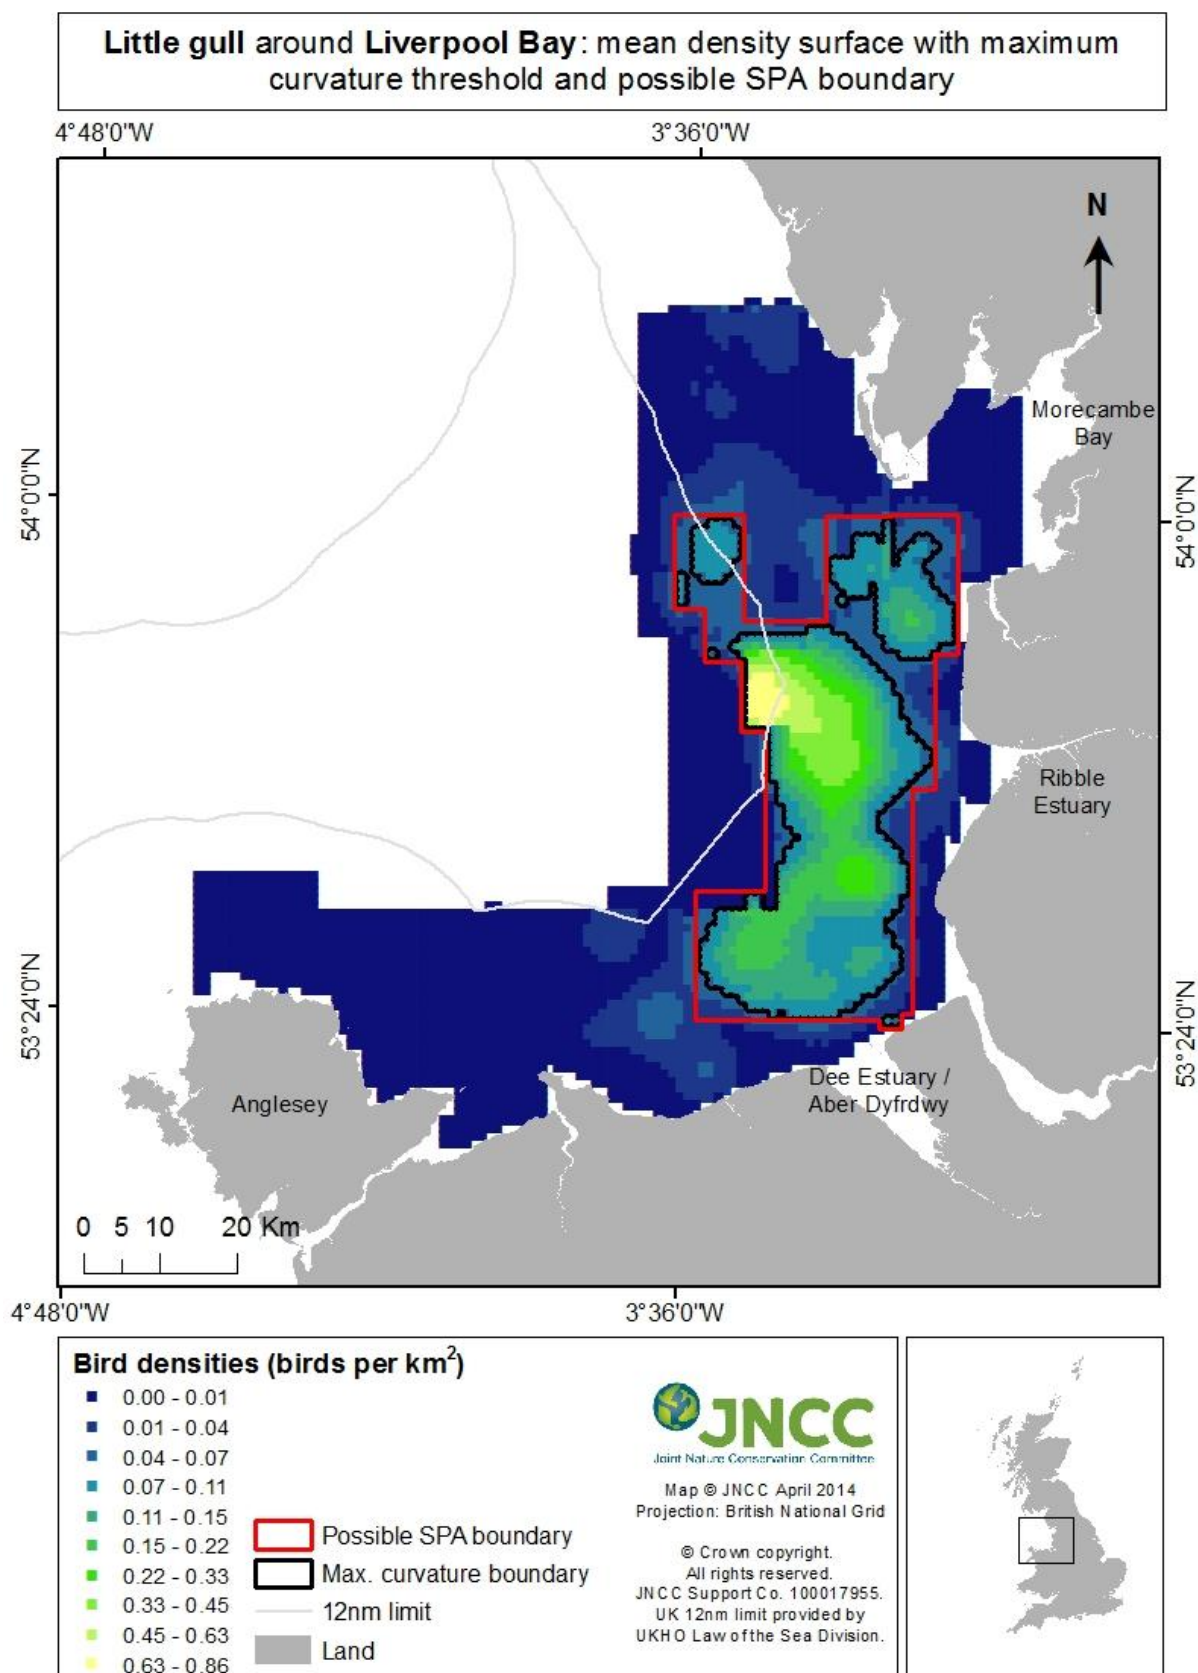 Little gull around Liverpool Bay: mean density surface with maximum
curvature threshold and possible SPA boundary
4°48'0"W
3°36'0"W
N
Morecambe
Bay
54°0'0"N
54°0'0"N
Ribble
Estuary
53°24'0"N
53°24'0"N
Dee Estuary /
Aber Dyfrdwy
Anglesey
0 5 10 20 Km
4°48'0"W
3°36'0"W
Bird densities (birds per km²)
0.00 - 0.01
0.01 - 0.04
0.04 - 0.07
0.07 - 0.11
0.11 - 0.15
0.15 - 0.22
0.22 - 0.33
0.33 - 0.45
0.45 - 0.63
0.63 - 0.86
Possible SPA boundary
Max. curvature boundary
12nm limit
Land
JNCC
Joint Nature Conservation Committee
Map © JNCC April 2014
Projection: British National Grid
© Crown copyright.
All rights reserved.
JNCC Support Co. 100017955.
UK 12nm limit provided by
UKHO Law of the Sea Division.